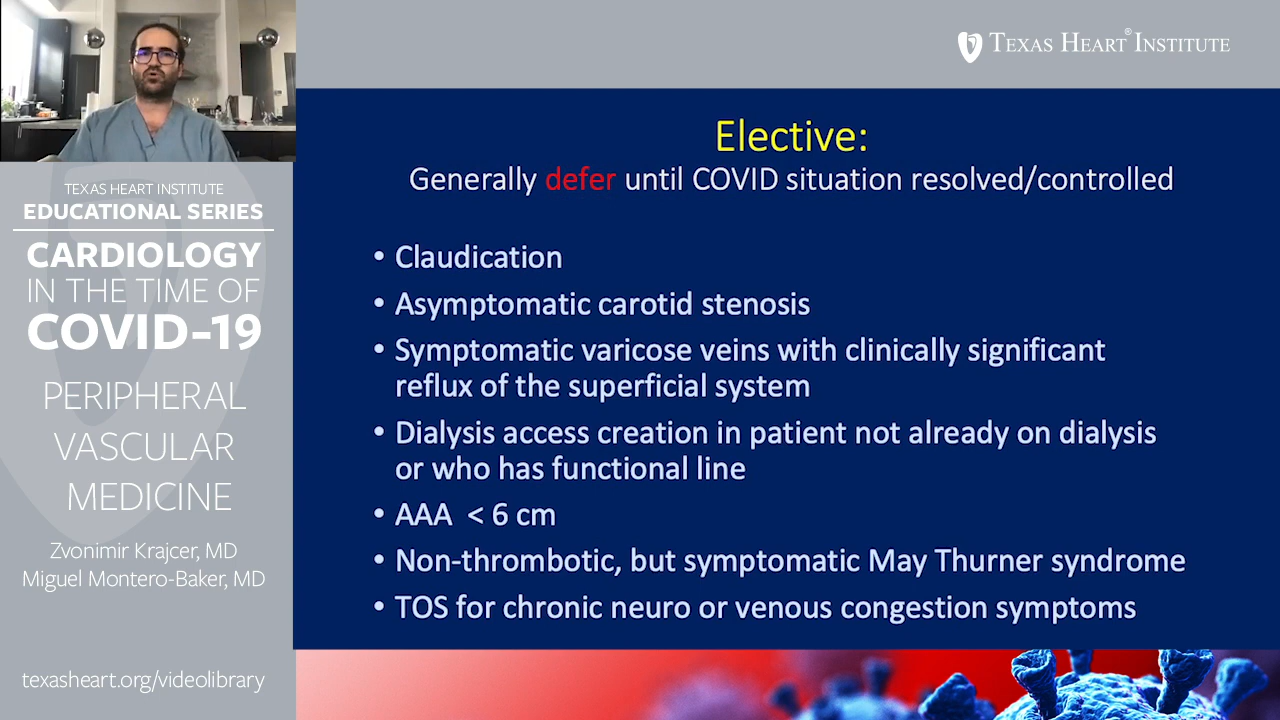 TEXAS HEART® INSTITUTE
TEXAS HEART INSTITUTE
EDUCATIONAL SERIES
CARDIOLOGY
IN THE TIME OF
COVID-19
PERIPHERAL
VASCULAR
MEDICINE
Zvonimir Krajcer, MD
Miguel Montero-Baker, MD
texasheart.org/videolibrary
Elective:
Generally defer until COVID situation resolved/controlled
• Claudication
• Asymptomatic carotid stenosis
• Symptomatic varicose veins with clinically significant
reflux of the superficial system
• Dialysis access creation in patient not already on dialysis
or who has functional line
• AAA < 6 cm
• Non-thrombotic, but symptomatic May Thurner syndrome
• TOS for chronic neuro or venous congestion symptoms